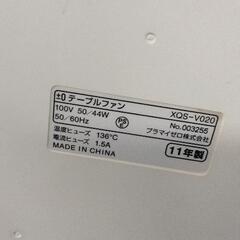 ±0テーブルファン XQS-V020
100V 50/44W No.003255
50/60Hz PSE プラマイゼロ株式会社
温度ヒューズ 136℃
電流ヒューズ 1.5A
MADE IN CHINA 11年製